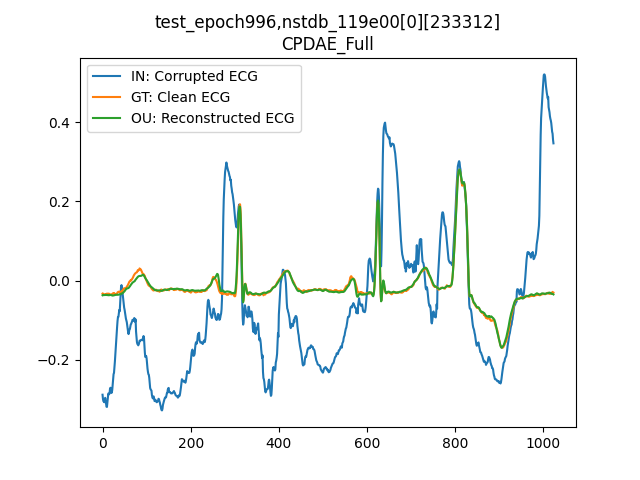 test_epoch996,nstdb_119e00[0][233312]
CPDAE_Full
IN: Corrupted ECG
GT: Clean ECG
OU: Reconstructed ECG
0.4
0.2
0.0
−0.2
0 200 400 600 800 1000